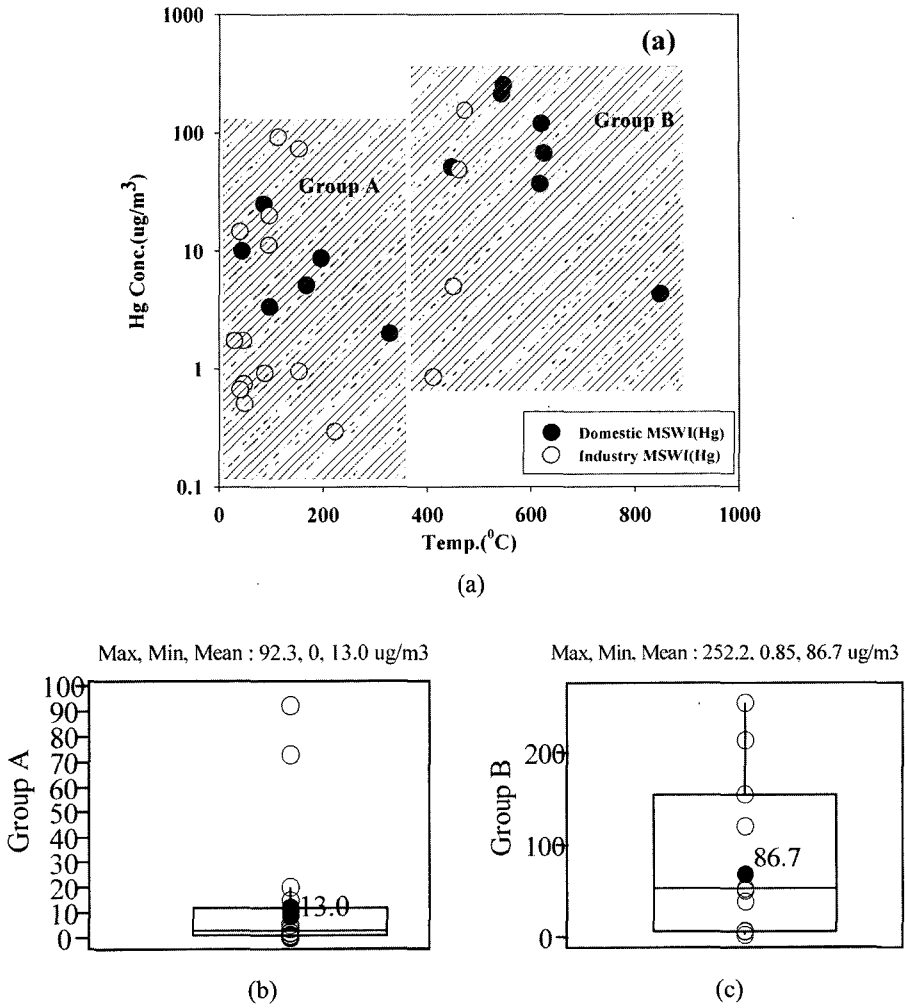 1000
100
10
1
0.1
Hg Conc.(ug/m3)
(a)
Group A
Group B
Domestic MSWI(Hg)
Industry MSWI(Hg)
0 200 400 600 800 1000
Temp.(0C)
(a)
Max, Min, Mean : 92.3, 0, 13.0 ug/m3
100
90
80
70
60
50
40
30
20
10
0
Group A
13.0
(b)
Max, Min, Mean : 252.2, 0.85, 86.7 ug/m3
200
100
0
Group B
86.7
(c)